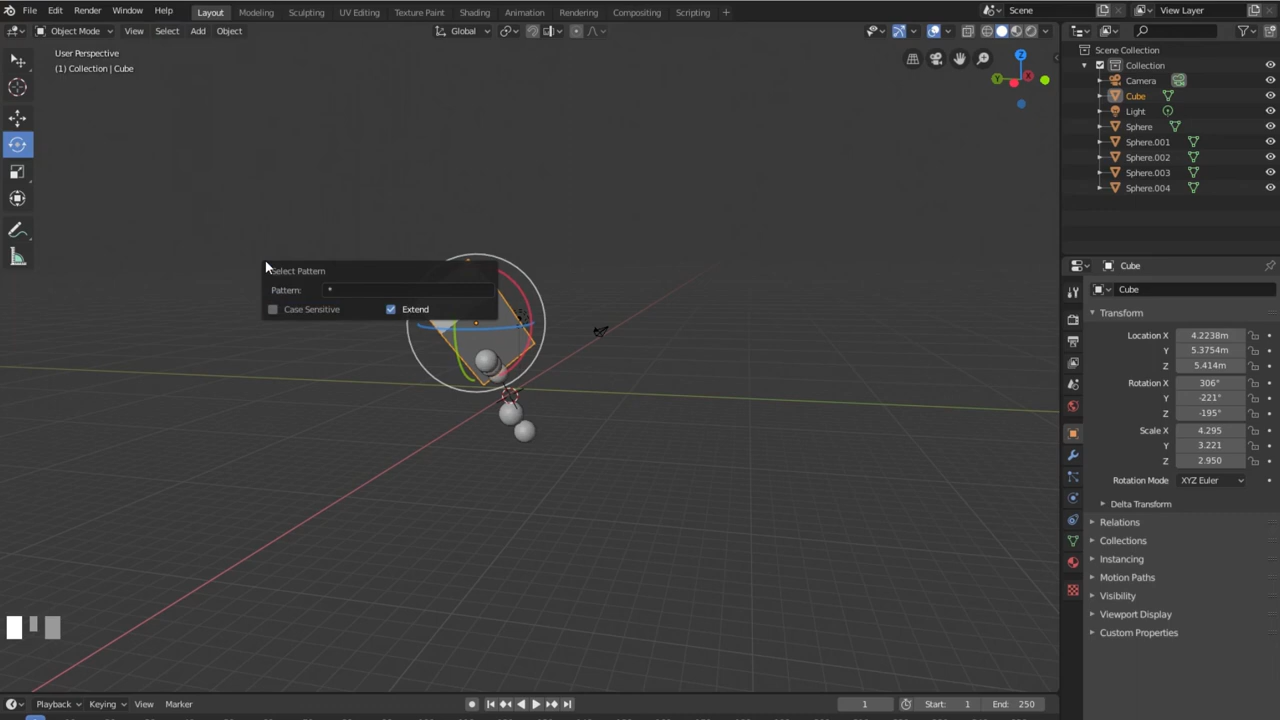 File Edit Render Window Help Layout Modeling Sculpting UV Editing Texture Paint Shading Animation Rendering Compositing Scripting + Scene View Layer
Object Mode View Select Add Object Global
User Perspective
(1) Collection | Cube
Scene Collection
Collection
Camera
Cube
Light
Sphere
Sphere.001
Sphere.002
Sphere.003
Sphere.004
Select Pattern
Pattern: *
Case Sensitive Extend
Cube
Cube
Transform
Location X 4.2238m
Y 5.3754m
Z 5.414m
Rotation X 306°
Y -221°
Z -195°
Scale X 4.295
Y 3.221
Z 2.950
Rotation Mode XYZ Euler
Delta Transform
Relations
Collections
Instancing
Motion Paths
Visibility
Viewport Display
Custom Properties
Playback Keying View Marker 1 Start: 1 End: 250